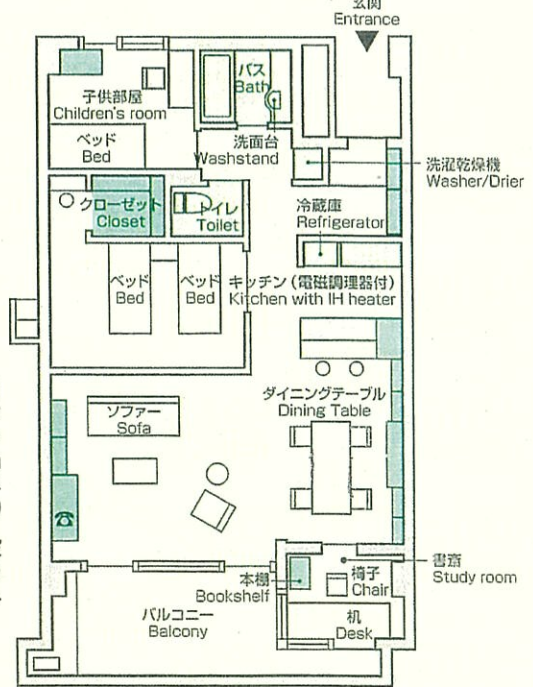 玄関
Entrance
バス
Bath
子供部屋
Children's room
ベッド
Bed
洗面台
Washstand
洗濯乾燥機
Washer/Drier
クローゼット
Closet
トイレ
Toilet
冷蔵庫
Refrigerator
ベッド
Bed
ベッド
Bed
キッチン（電磁調理器付）
Kitchen with IH heater
ダイニングテーブル
Dining Table
ソファー
Sofa
書斎
Study room
本棚
Bookshelf
椅子
Chair
机
Desk
バルコニー
Balcony